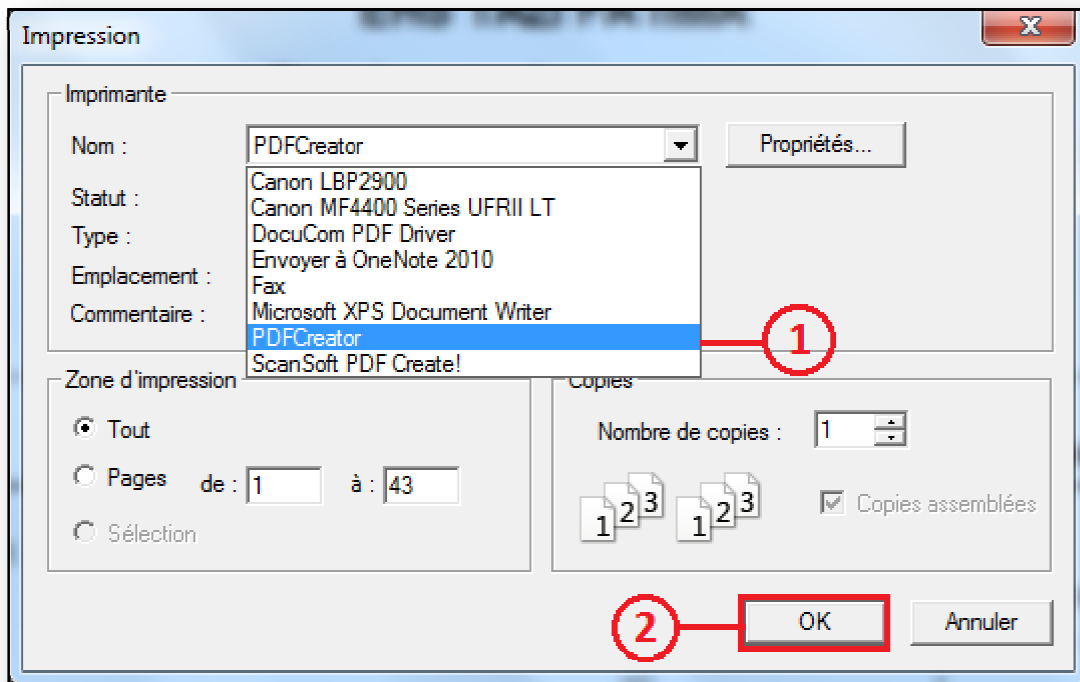 Impression
X
Imprimante
Nom : PDFCreator Propriétés...
Canon LBP2900
Statut : Canon MF4400 Series UFRII LT
Type : DocuCom PDF Driver
Envoyer à OneNote 2010
Emplacement : Fax
Commentaire : Microsoft XPS Document Writer
PDFCreator 1
ScanSoft PDF Create!
Zone d'impression
Tout
Pages de : 1 à : 43
Sélection
Copies
Nombre de copies : 1
1 2 3 1 2 3 Copies assemblées
2 OK Annuler